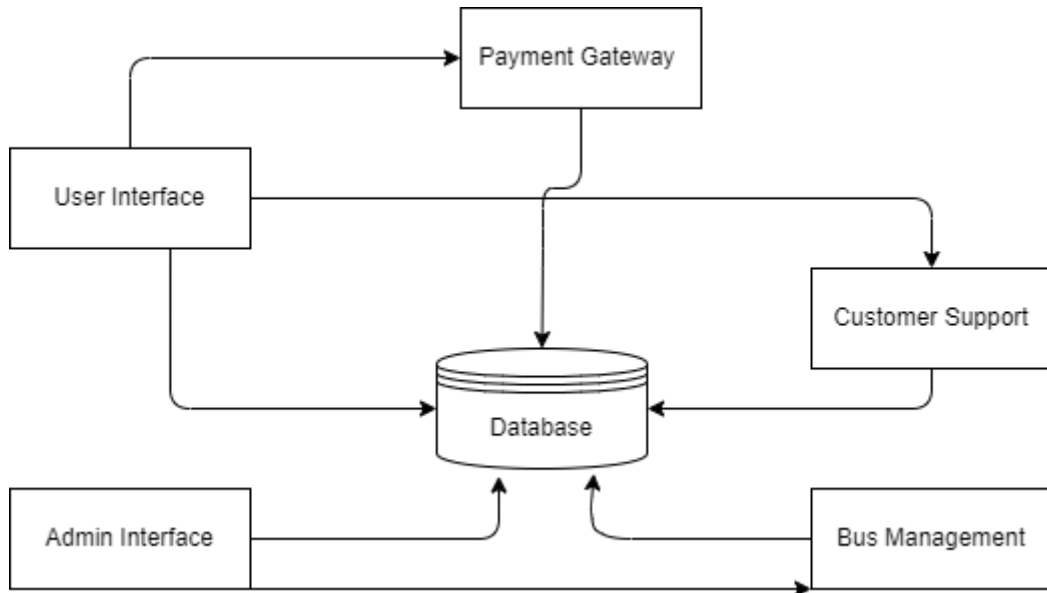 Payment Gateway
User Interface
Customer Support
Database
Admin Interface
Bus Management